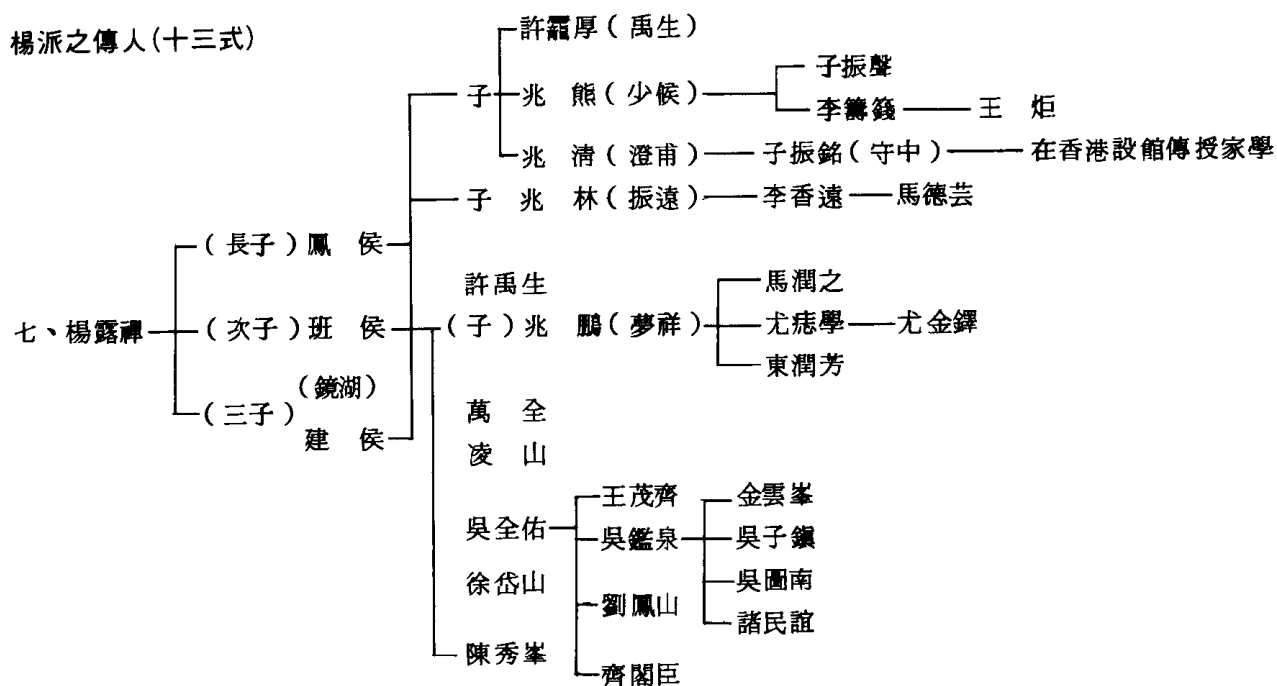 楊派之傳人(十三式)
許龗厚(禹生)
子振聲
子 兆 熊(少候)
李籌篯 王 炬
兆 清(澄甫) 子振銘(守中) 在香港設館傳授家學
子 兆 林(振遠) 李香遠 馬德芸
(長子)鳳 侯
許禹生 馬潤之
七、楊露禪 (次子)班 侯 (子)兆 鵬(夢祥) 尤痣學 尤金鐸
東潤芳
(鏡湖)
(三子)
建 侯
萬 全
凌 山
王茂齊 金雲峯
吳全佑 吳鑑泉 吳子鎮
徐岱山 吳圖南
劉鳳山 諸民誼
陳秀峯
齊閣臣